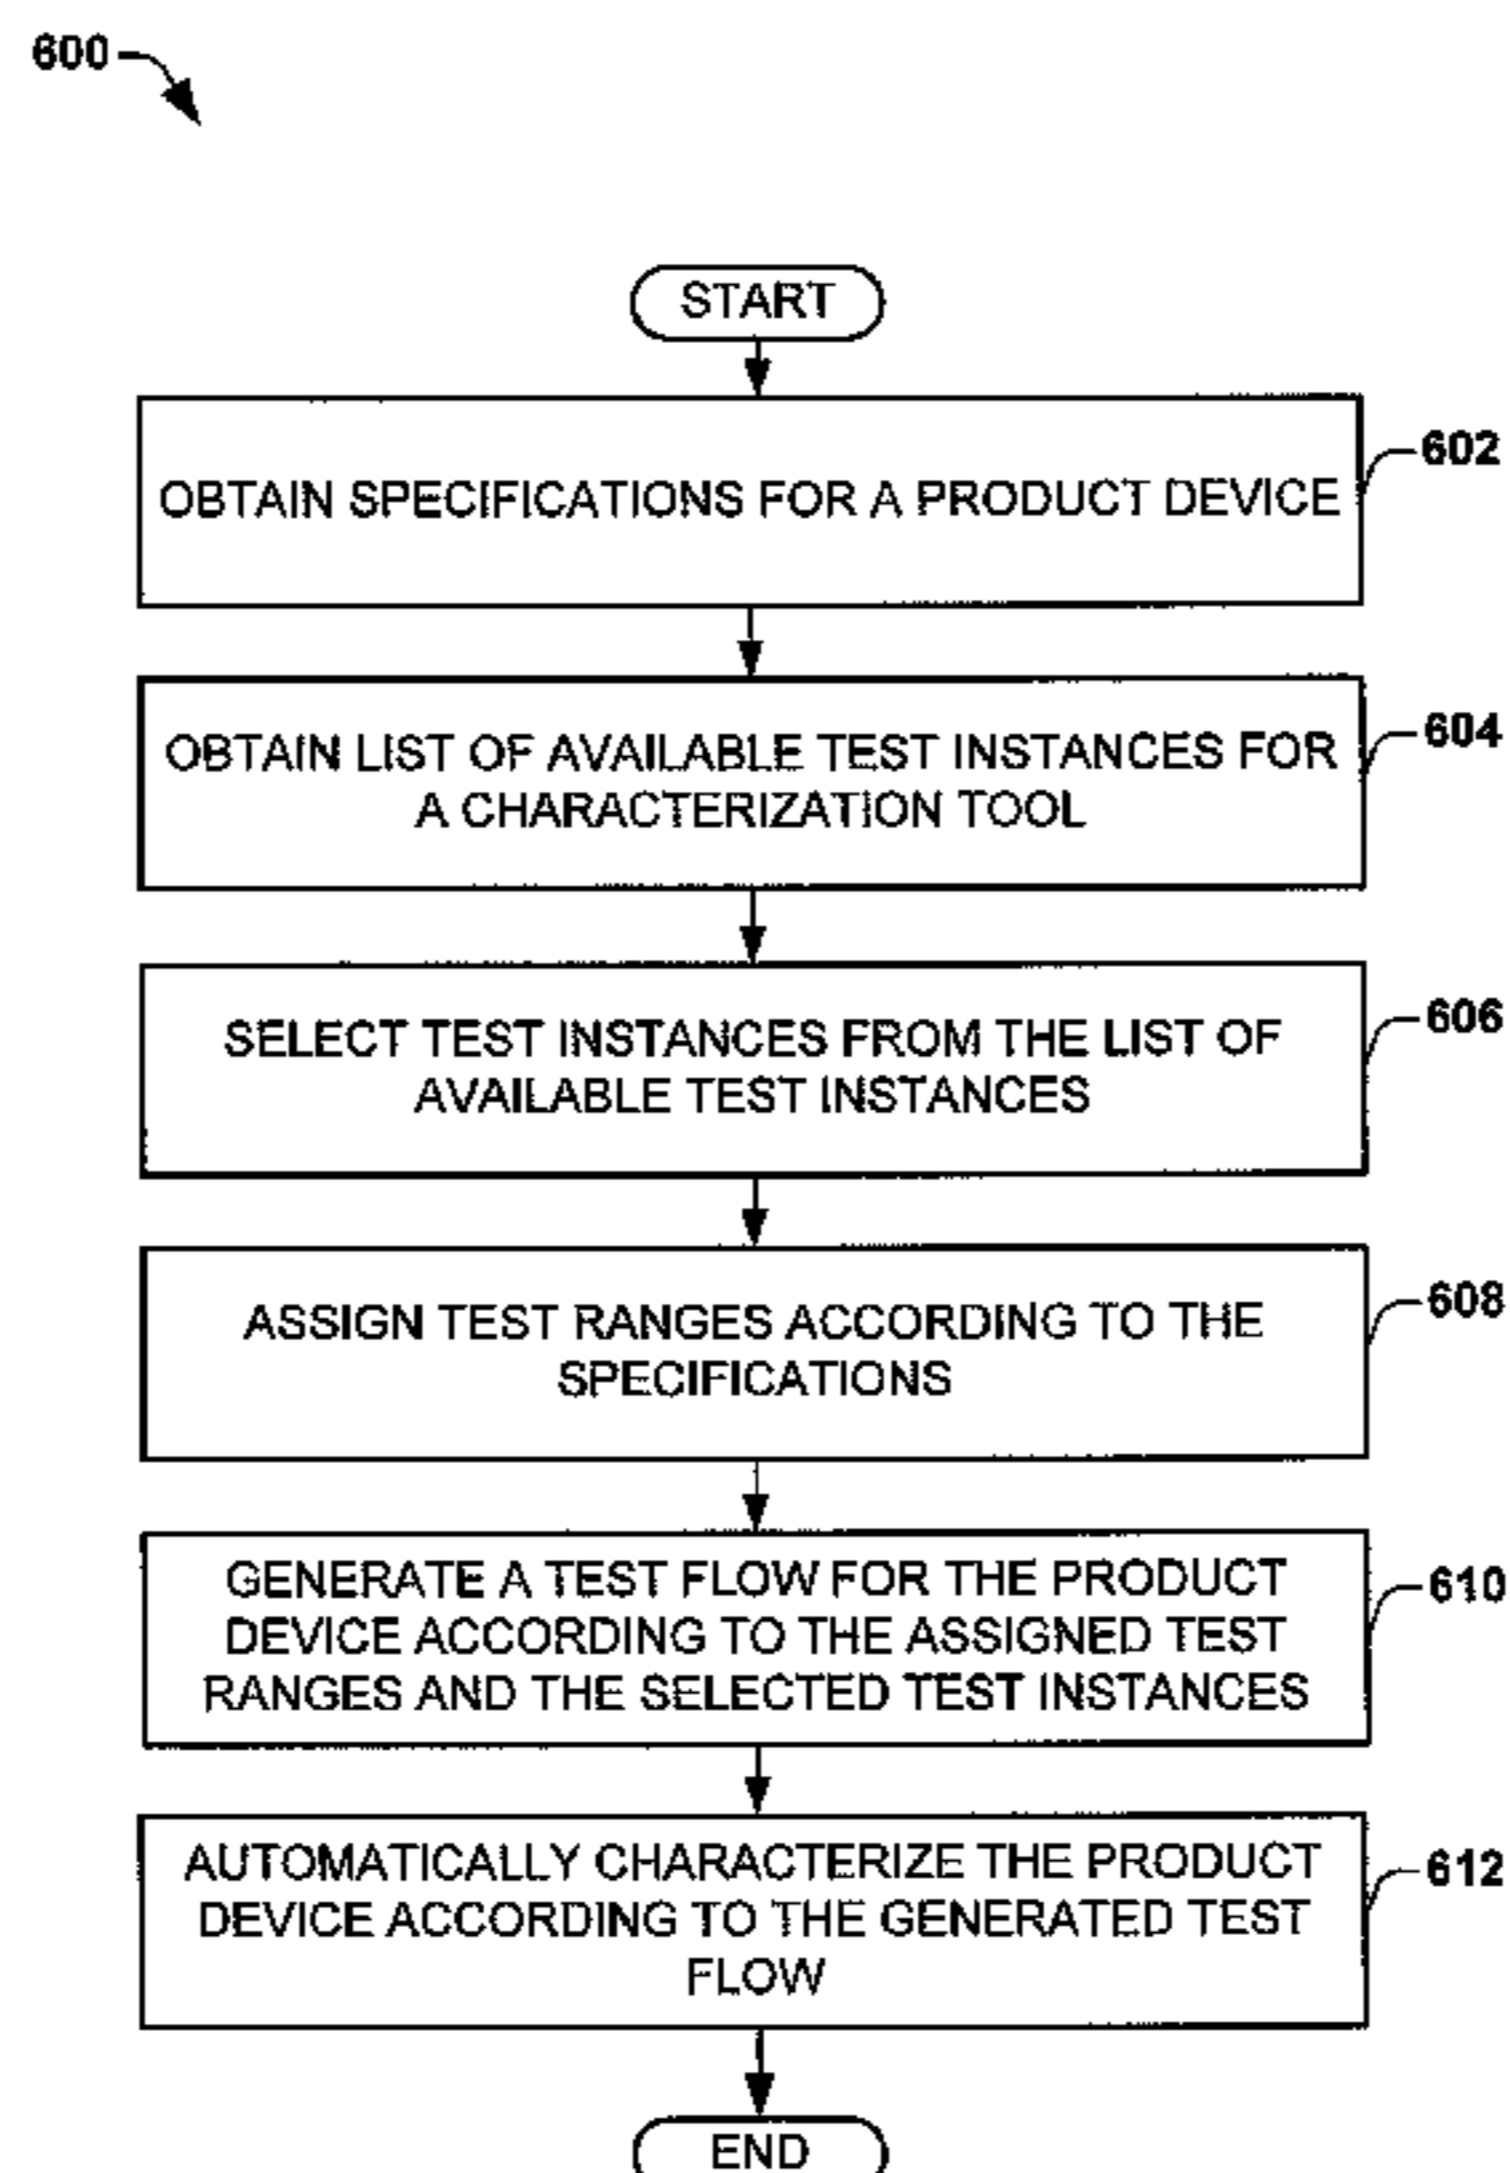 600
START
OBTAIN SPECIFICATIONS FOR A PRODUCT DEVICE
602
OBTAIN LIST OF AVAILABLE TEST INSTANCES FOR
A CHARACTERIZATION TOOL
604
SELECT TEST INSTANCES FROM THE LIST OF
AVAILABLE TEST INSTANCES
606
ASSIGN TEST RANGES ACCORDING TO THE
SPECIFICATIONS
608
GENERATE A TEST FLOW FOR THE PRODUCT
DEVICE ACCORDING TO THE ASSIGNED TEST
RANGES AND THE SELECTED TEST INSTANCES
610
AUTOMATICALLY CHARACTERIZE THE PRODUCT
DEVICE ACCORDING TO THE GENERATED TEST
FLOW
612
END